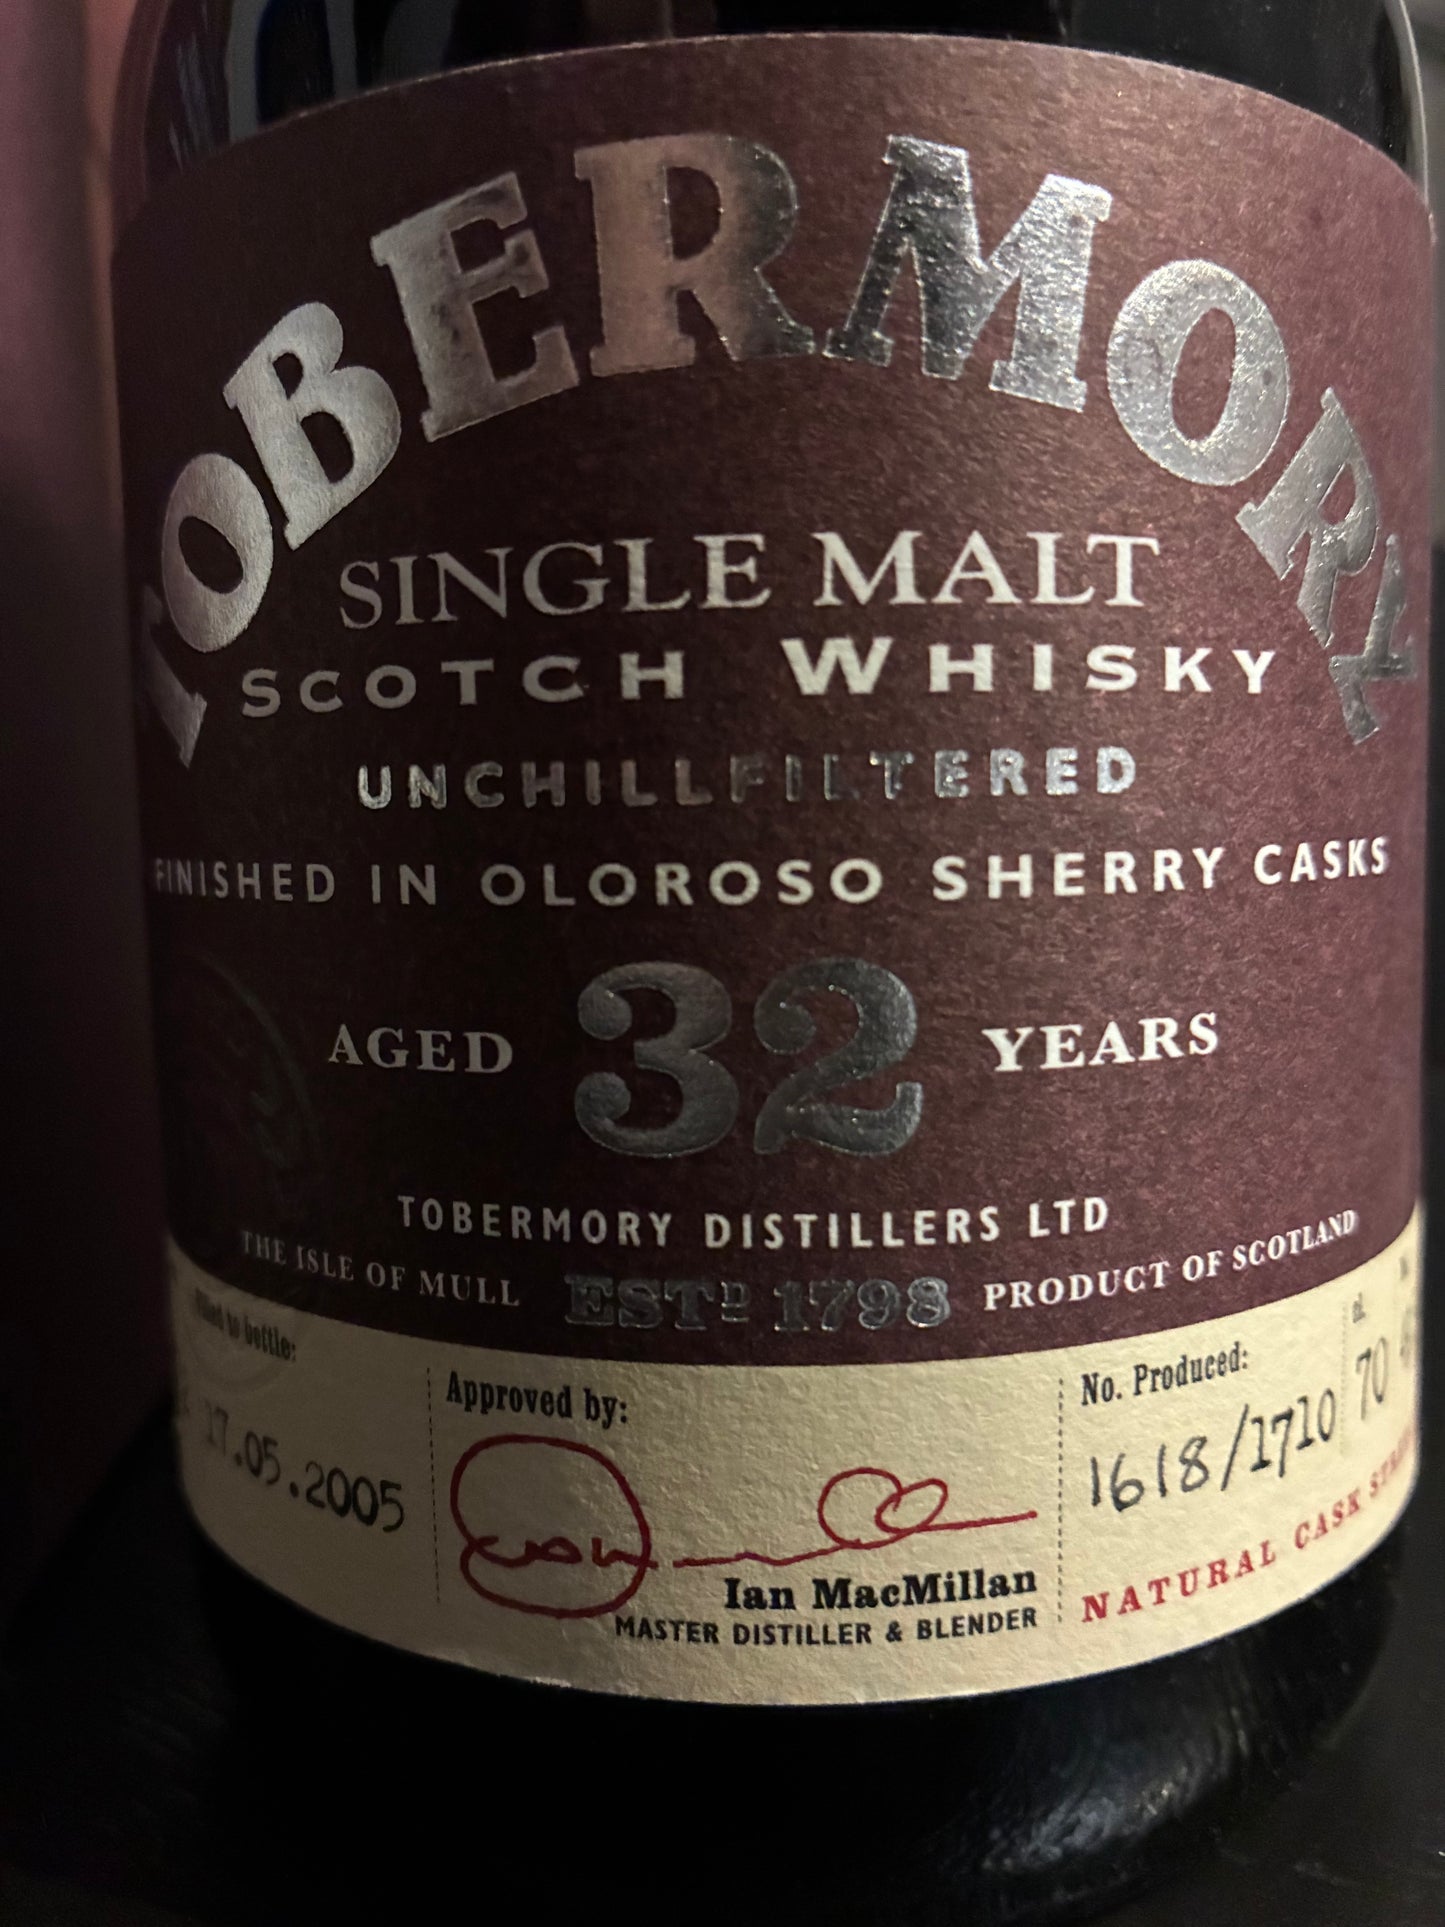 TOBERMORY
SINGLE MALT
SCOTCH WHISKY
UNCHILLFILTERED
FINISHED IN OLOROSO SHERRY CASKS
AGED 32 YEARS
TOBERMORY DISTILLERS LTD
THE ISLE OF MULL ESTD 1798 PRODUCT OF SCOTLAND
to bottle:
17.05.2005
Approved by:
Ian MacMillan
MASTER DISTILLER & BLENDER
No. Produced:
1618/1710
70
NATURAL CASK